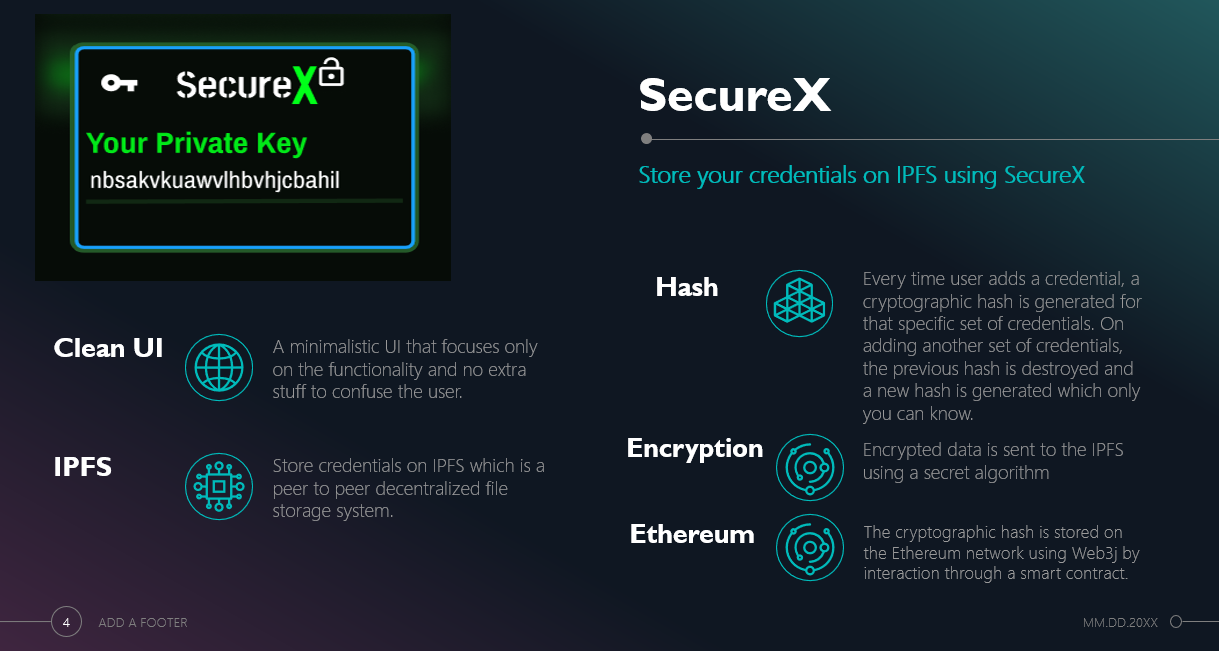 SecureX
Your Private Key
nbsakvkuawvlhbvhjcbahil
Clean UI
A minimalistic UI that focuses only
on the functionality and no extra
stuff to confuse the user.
IPFS
Store credentials on IPFS which is a
peer to peer decentralized file
storage system.
SecureX
Store your credentials on IPFS using SecureX
Hash
Every time user adds a credential, a
cryptographic hash is generated for
that specific set of credentials. On
adding another set of credentials,
the previous hash is destroyed and
a new hash is generated which only
you can know.
Encryption
Encrypted data is sent to the IPFS
using a secret algorithm
Ethereum
The cryptographic hash is stored on
the Ethereum network using Web3j by
interaction through a smart contract.
4
ADD A FOOTER
MM.DD.20XX